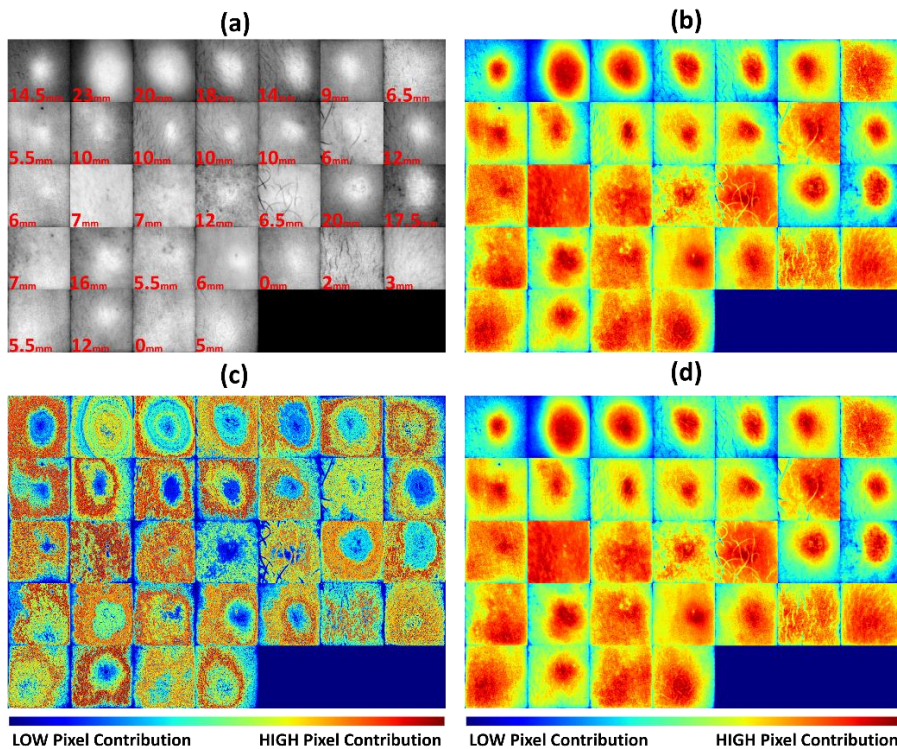 (a) (b)
14.5mm 23mm 20mm 18mm 14mm 9mm 6.5mm
5.5mm 10mm 10mm 10mm 10mm 6mm 12mm
6mm 7mm 7mm 12mm 6.5mm 20mm 17.5mm
7mm 16mm 5.5mm 6mm 0mm 2mm 3mm
5.5mm 12mm 0mm 5mm
(c) (d)
LOW Pixel Contribution HIGH Pixel Contribution LOW Pixel Contribution HIGH Pixel Contribution